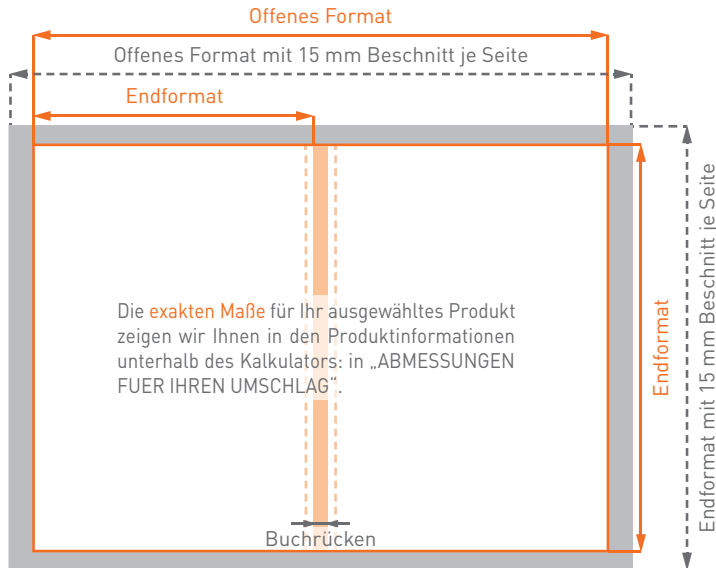 Offenes Format
Offenes Format mit 15 mm Beschnitt je Seite
Endformat
Die exakten Maße für Ihr ausgewähltes Produkt
zeigen wir Ihnen in den Produktinformationen
unterhalb des Kalkulators: in „ABMESSUNGEN
FUER IHREN UMSCHLAG“.
Endformat
Endformat mit 15 mm Beschnitt je Seite
Buchrücken